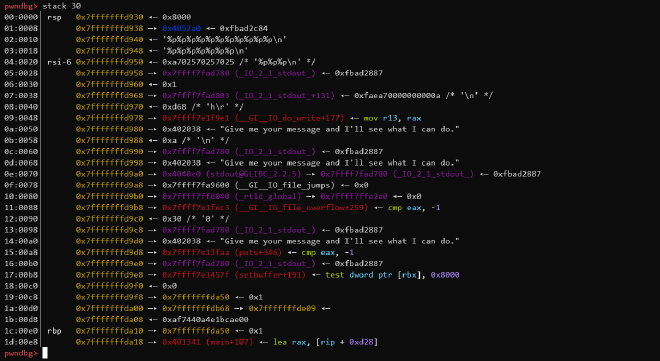 pwndbg> stack 30
00:0000│ rsp 0x7fffffffd930 ◂— 0x8000
01:0008│ 0x7fffffffd938 —▸ 0x4052a0 ◂— 0xfbad2c84
02:0010│ 0x7fffffffd940 ◂— '%p%p%p%p%p%p%p%p%p%p%p\n'
03:0018│ 0x7fffffffd948 ◂— '%p%p%p%p%p%p%p\n'
04:0020│ rsi-6 0x7fffffffd950 ◂— 0xa702570257025 /* '%p%p%p\n' */
05:0028│ 0x7fffffffd958 —▸ 0x7ffff7fad780 (_IO_2_1_stdout_) ◂— 0xfbad2887
06:0030│ 0x7fffffffd960 ◂— 0x1
07:0038│ 0x7fffffffd968 —▸ 0x7ffff7fad803 (_IO_2_1_stdout_+131) ◂— 0xfaea70000000000a /* '\n' */
08:0040│ 0x7fffffffd970 ◂— 0xd68 /* 'h\r' */
09:0048│ 0x7fffffffd978 —▸ 0x7ffff7e1f9e1 (__GI__IO_do_write+177) ◂— mov r13, rax
0a:0050│ 0x7fffffffd980 —▸ 0x402038 ◂— "Give me your message and I'll see what I can do."
0b:0058│ 0x7fffffffd988 ◂— 0xa /* '\n' */
0c:0060│ 0x7fffffffd990 —▸ 0x7ffff7fad780 (_IO_2_1_stdout_) ◂— 0xfbad2887
0d:0068│ 0x7fffffffd998 —▸ 0x402038 ◂— "Give me your message and I'll see what I can do."
0e:0070│ 0x7fffffffd9a0 —▸ 0x4040c0 (stdout@GLIBC_2.2.5) —▸ 0x7ffff7fad780 (_IO_2_1_stdout_) ◂— 0xfbad2887
0f:0078│ 0x7fffffffd9a8 —▸ 0x7ffff7fa9600 (__GI__IO_file_jumps) ◂— 0x0
10:0080│ 0x7fffffffd9b0 —▸ 0x7ffff7ffd040 (_rtld_global) —▸ 0x7ffff7ffe2e0 ◂— 0x0
11:0088│ 0x7fffffffd9b8 —▸ 0x7ffff7e1fec3 (__GI__IO_file_overflow+259) ◂— cmp eax, -1
12:0090│ 0x7fffffffd9c0 ◂— 0x30 /* '0' */
13:0098│ 0x7fffffffd9c8 —▸ 0x7ffff7fad780 (_IO_2_1_stdout_) ◂— 0xfbad2887
14:00a0│ 0x7fffffffd9d0 —▸ 0x402038 ◂— "Give me your message and I'll see what I can do."
15:00a8│ 0x7fffffffd9d8 —▸ 0x7ffff7e13faa (puts+346) ◂— cmp eax, -1
16:00b0│ 0x7fffffffd9e0 —▸ 0x7ffff7fad780 (_IO_2_1_stdout_) ◂— 0xfbad2887
17:00b8│ 0x7fffffffd9e8 —▸ 0x7ffff7e1457f (setbuffer+191) ◂— test dword ptr [rbx], 0x8000
18:00c0│ 0x7fffffffd9f0 ◂— 0x0
19:00c8│ 0x7fffffffd9f8 —▸ 0x7fffffffda50 ◂— 0x1
1a:00d0│ 0x7fffffffda00 —▸ 0x7fffffffdb68 —▸ 0x7fffffffde09 ◂—
1b:00d8│ 0x7fffffffda08 ◂— 0xaf7440a4e1bcae00
1c:00e0│ rbp 0x7fffffffda10 —▸ 0x7fffffffda50 ◂— 0x1
1d:00e8│ 0x7fffffffda18 —▸ 0x401341 (main+107) ◂— lea rax, [rip + 0xd28]
pwndbg>